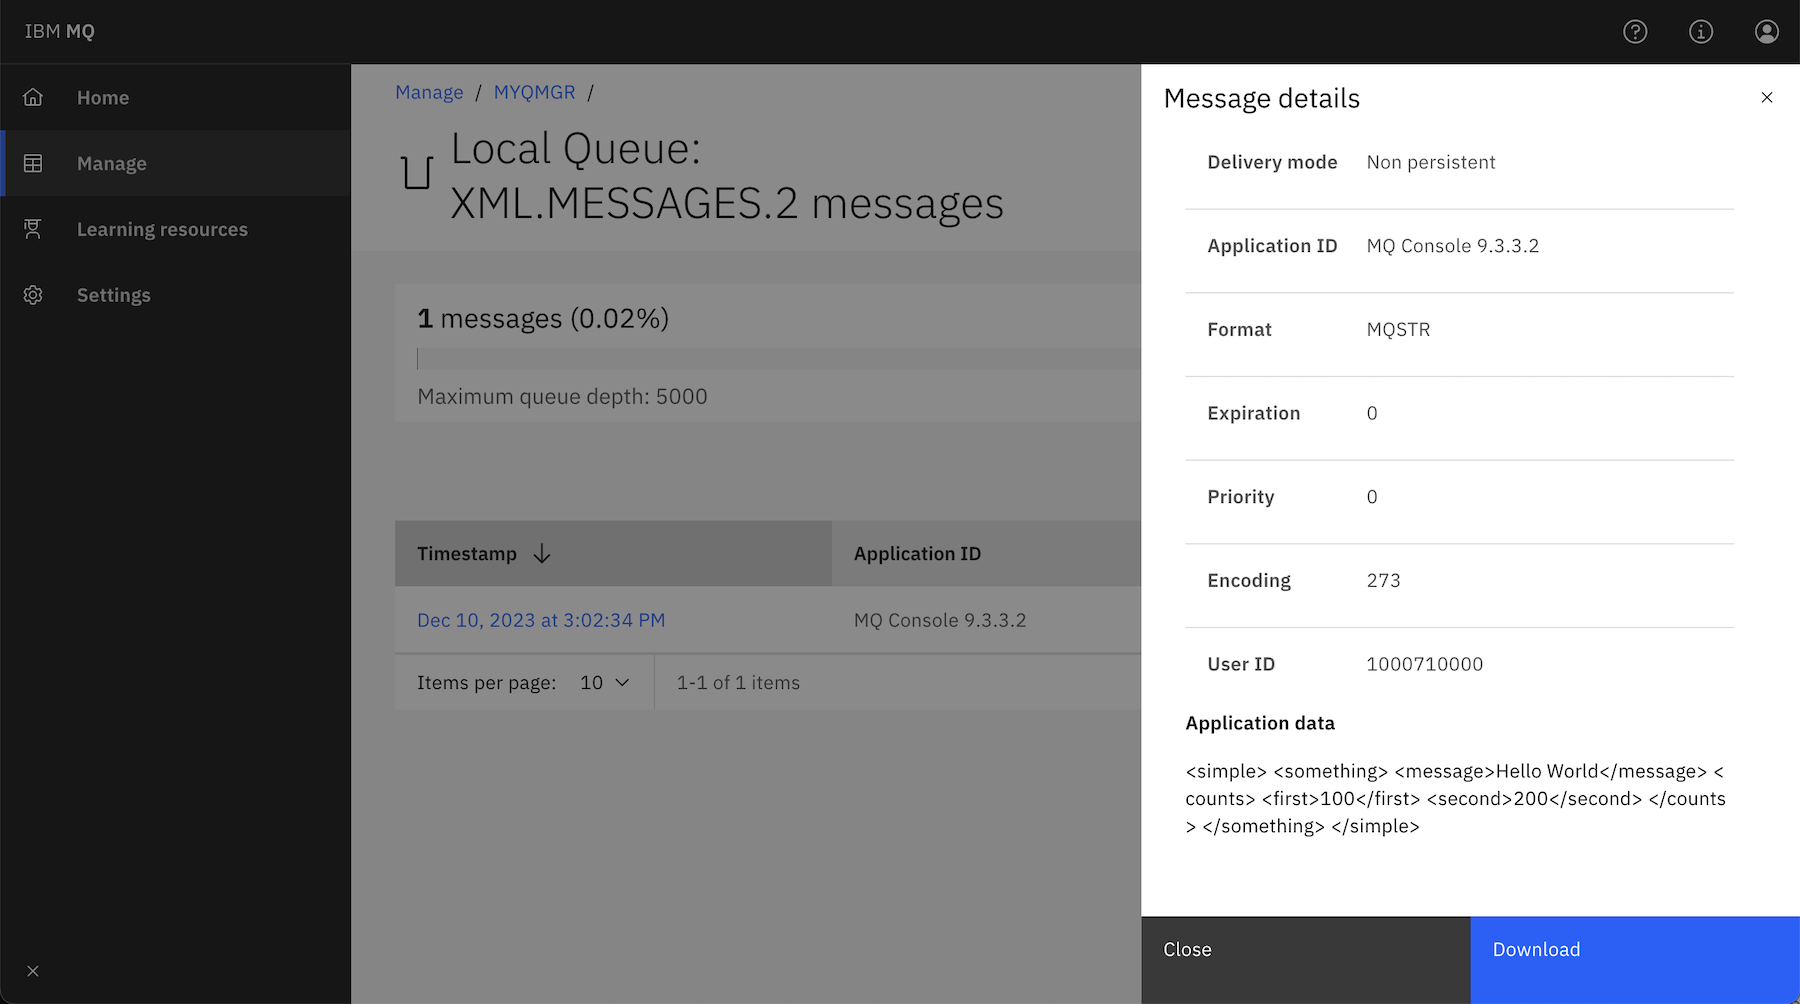 IBM MQ
Home
Manage
Learning resources
Settings
Manage / MYQMGR /
Local Queue:
XML.MESSAGES.2 messages
1 messages (0.02%)
Maximum queue depth: 5000
Timestamp Application ID
Dec 10, 2023 at 3:02:34 PM MQ Console 9.3.3.2
Items per page: 10 1-1 of 1 items
Message details
Delivery mode Non persistent
Application ID MQ Console 9.3.3.2
Format MQSTR
Expiration 0
Priority 0
Encoding 273
User ID 1000710000
Application data
<simple> <something> <message>Hello World</message> <
counts> <first>100</first> <second>200</second> </counts
> </something> </simple>
Close
Download